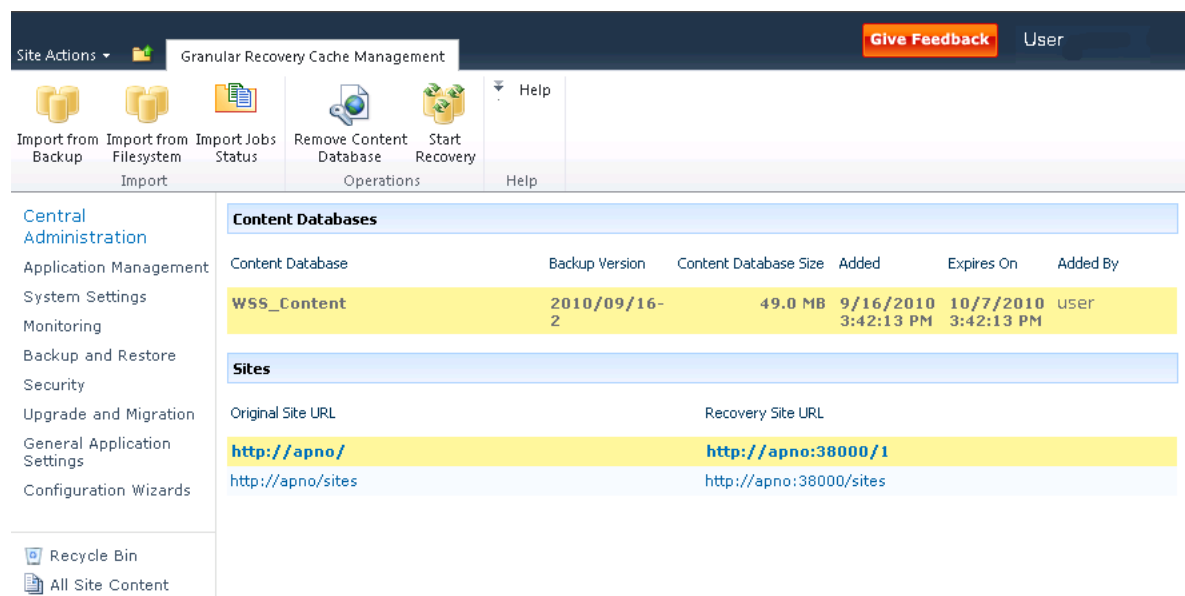 Give Feedback User
Site Actions Granular Recovery Cache Management
Help
Import from Import from Import Jobs Remove Content Start
Backup Filesystem Status Database Recovery
Import Operations Help
Central
Administration
Application Management
System Settings
Monitoring
Backup and Restore
Security
Upgrade and Migration
General Application
Settings
Configuration Wizards
Recycle Bin
All Site Content
Content Databases
Content Database Backup Version Content Database Size Added Expires On Added By
WSS_Content 2010/09/16- 49.0 MB 9/16/2010 10/7/2010 user
2 3:42:13 PM 3:42:13 PM
Sites
Original Site URL Recovery Site URL
http://apno/ http://apno:38000/1
http://apno/sites http://apno:38000/sites